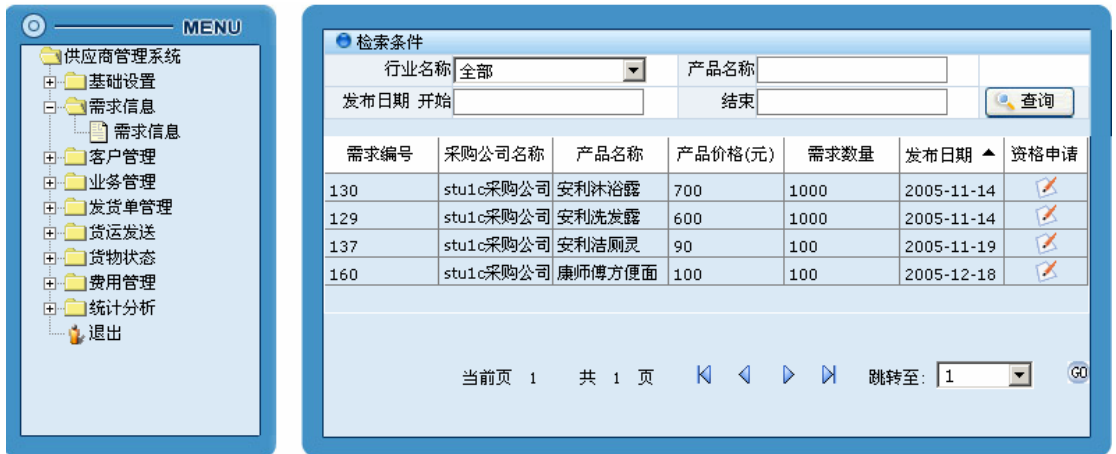 MENU
供应商管理系统
基础设置
需求信息
需求信息
客户管理
业务管理
发货单管理
货运发送
货物状态
费用管理
统计分析
退出
检索条件
行业名称 全部 产品名称
发布日期 开始 结束 查询
需求编号 采购公司名称 产品名称 产品价格(元) 需求数量 发布日期 ▲ 资格申请
130 stu1c采购公司 安利沐浴露 700 1000 2005-11-14
129 stu1c采购公司 安利洗发露 600 1000 2005-11-14
137 stu1c采购公司 安利洁厕灵 90 100 2005-11-19
160 stu1c采购公司 康师傅方便面 100 100 2005-12-18
当前页 1 共 1 页 跳转至: 1 GO